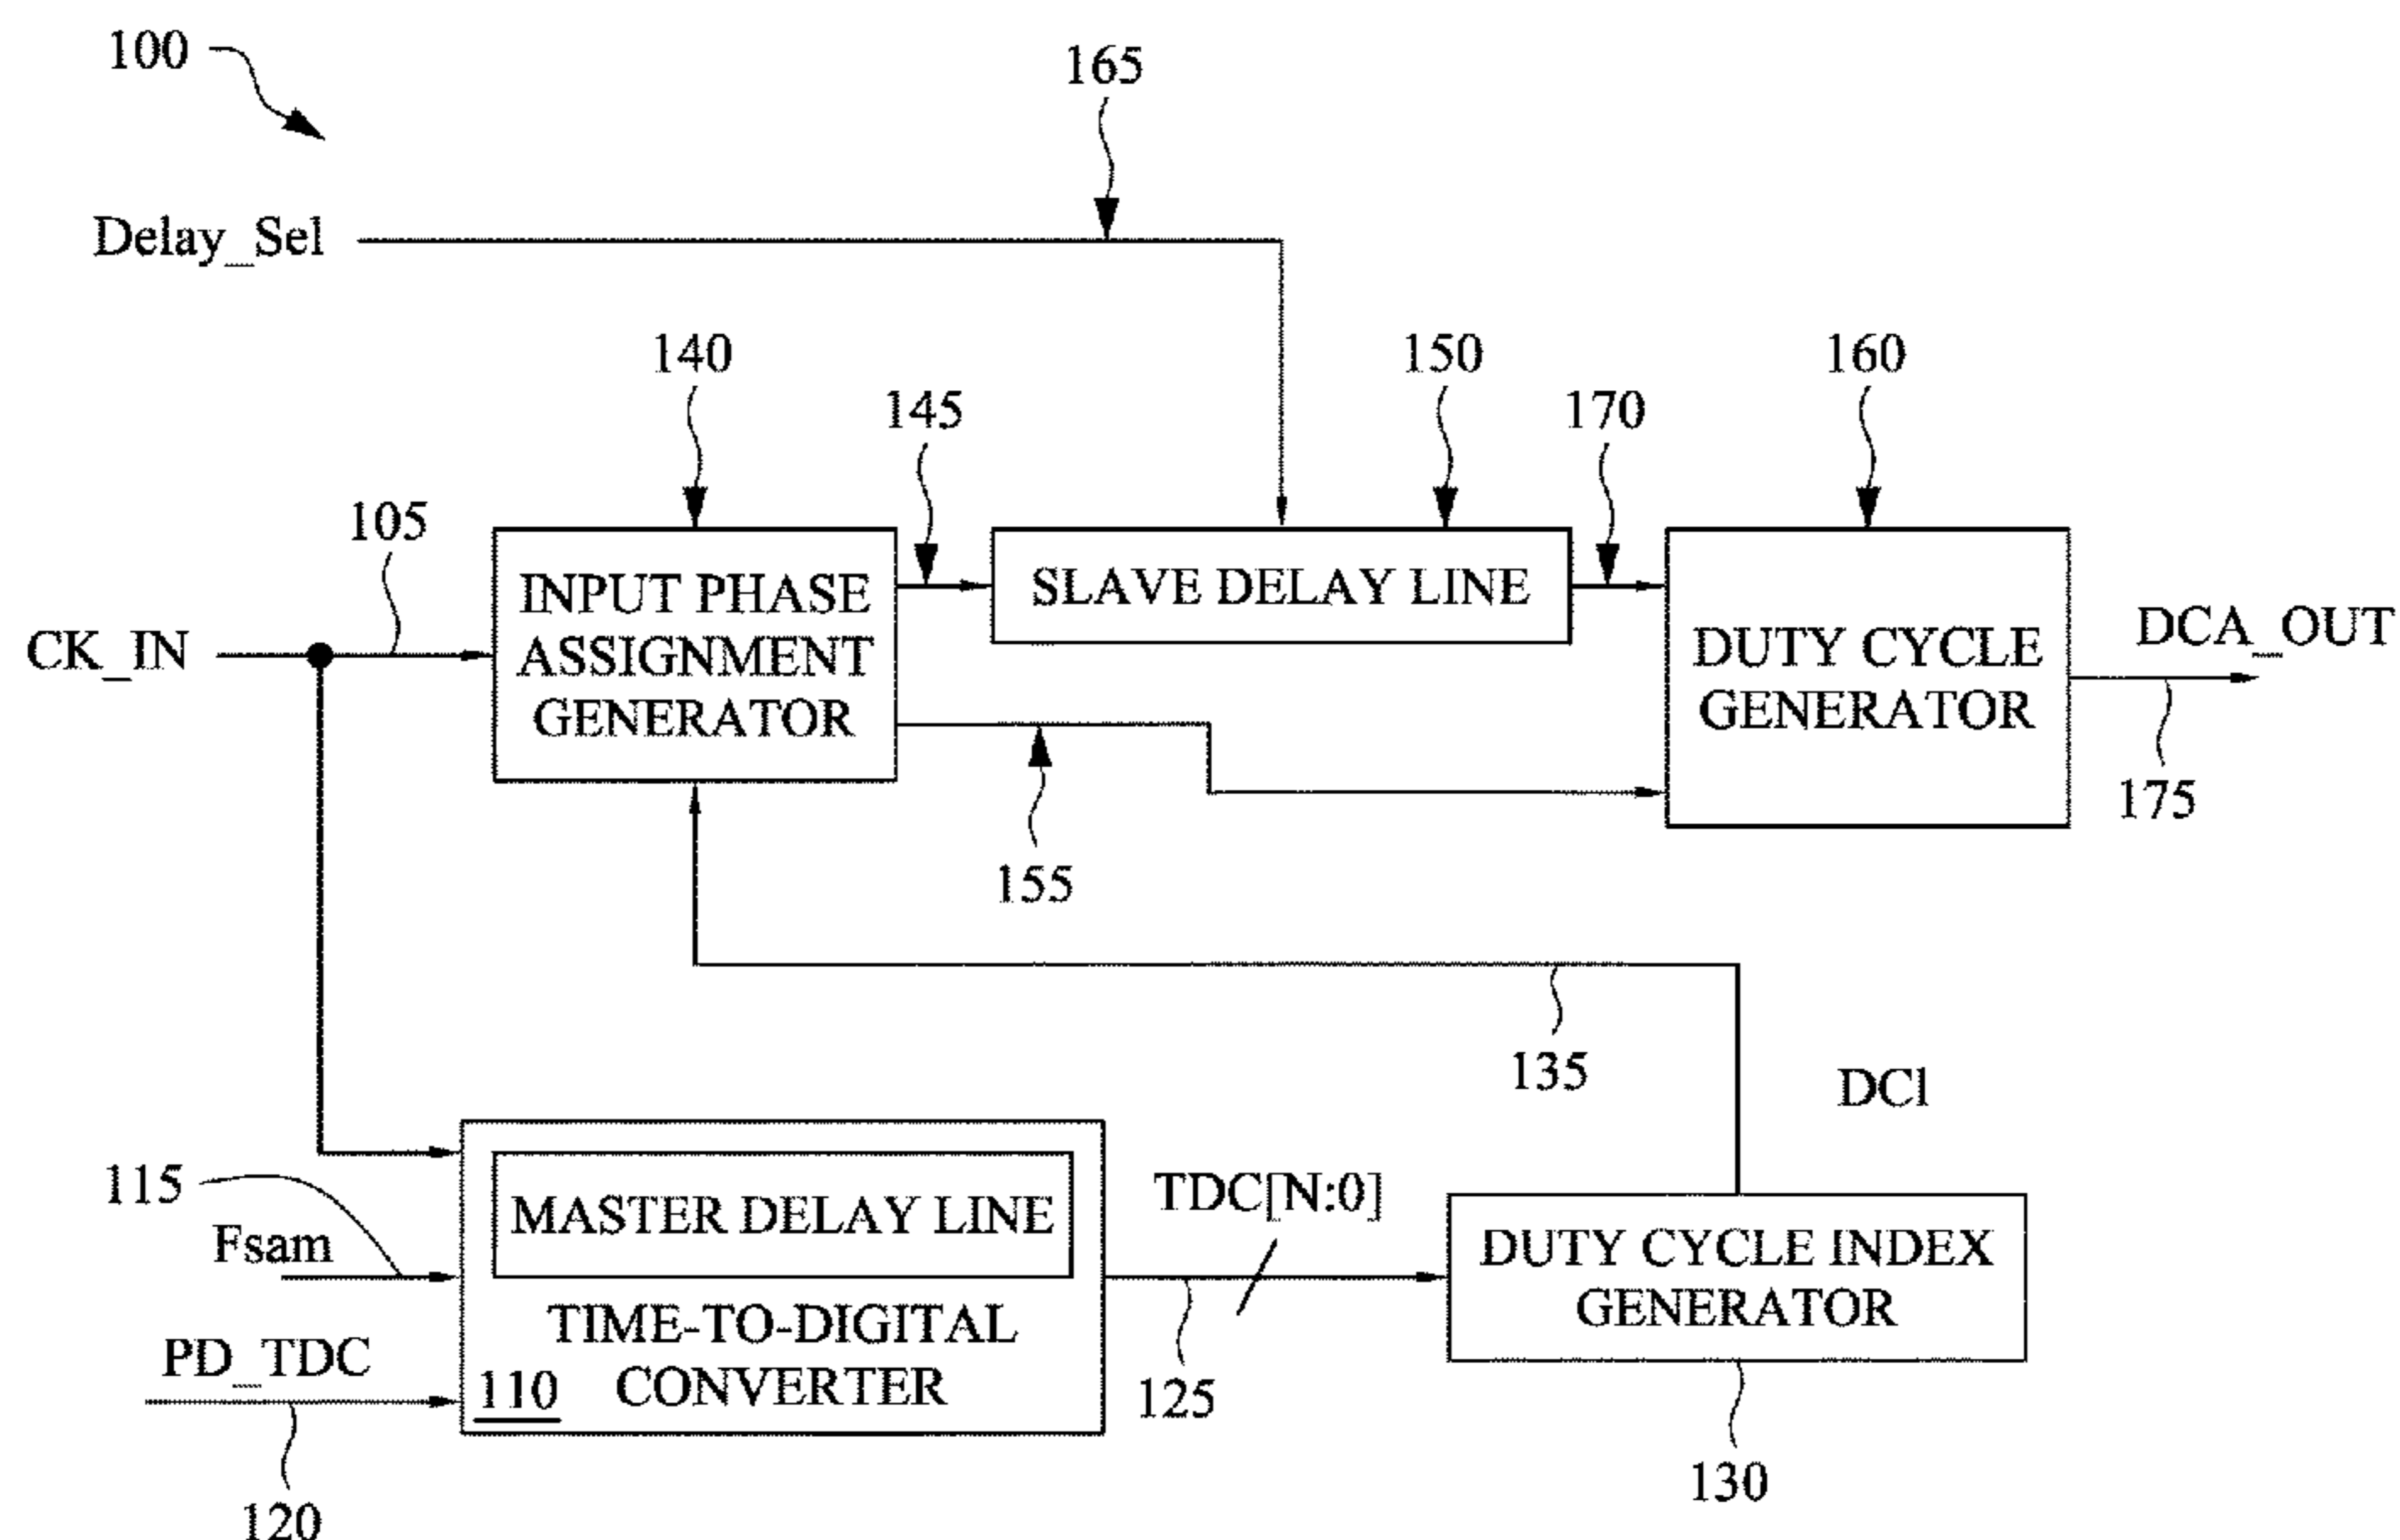 100
165
Delay_Sel
140
150
160
145
170
105
CK_IN
INPUT PHASE
ASSIGNMENT
GENERATOR
SLAVE DELAY LINE
DUTY CYCLE
GENERATOR
DCA_OUT
175
155
135
DCl
115
Fsam
PD_TDC
120
MASTER DELAY LINE
TIME-TO-DIGITAL
CONVERTER
110
TDC[N:0]
125
DUTY CYCLE INDEX
GENERATOR
130